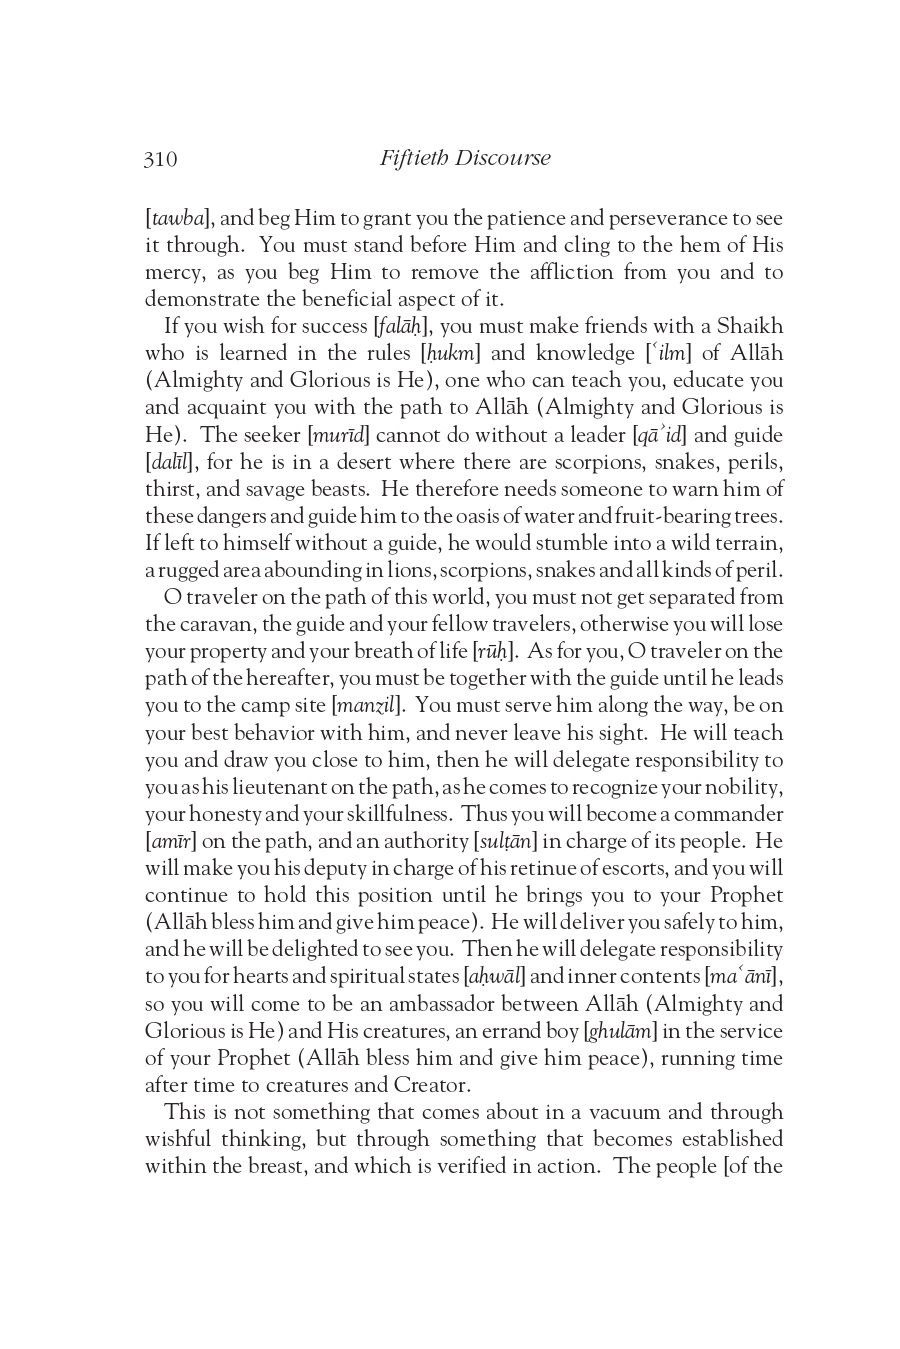 310
Fiftieth Discourse
[tawba], and beg Him to grant you the patience and perseverance to see
it through. You must stand before Him and cling to the hem of His
mercy, as you beg Him to remove the affliction from you and to
demonstrate the beneficial aspect of it.
If you wish for success [falāḥ], you must make friends with a Shaikh
who is learned in the rules [ḥukm] and knowledge [ʿilm] of Allāh
(Almighty and Glorious is He), one who can teach you, educate you
and acquaint you with the path to Allāh (Almighty and Glorious is
He). The seeker [murīd] cannot do without a leader [qāʾid] and guide
[dalīl], for he is in a desert where there are scorpions, snakes, perils,
thirst, and savage beasts. He therefore needs someone to warn him of
these dangers and guide him to the oasis of water and fruit-bearing trees.
If left to himself without a guide, he would stumble into a wild terrain,
a rugged area abounding in lions, scorpions, snakes and all kinds of peril.
O traveler on the path of this world, you must not get separated from
the caravan, the guide and your fellow travelers, otherwise you will lose
your property and your breath of life [rūḥ]. As for you, O traveler on the
path of the hereafter, you must be together with the guide until he leads
you to the camp site [manzil]. You must serve him along the way, be on
your best behavior with him, and never leave his sight. He will teach
you and draw you close to him, then he will delegate responsibility to
you as his lieutenant on the path, as he comes to recognize your nobility,
your honesty and your skillfulness. Thus you will become a commander
[amīr] on the path, and an authority [sulṭān] in charge of its people. He
will make you his deputy in charge of his retinue of escorts, and you will
continue to hold this position until he brings you to your Prophet
(Allāh bless him and give him peace). He will deliver you safely to him,
and he will be delighted to see you. Then he will delegate responsibility
to you for hearts and spiritual states [aḥwāl] and inner contents [maʿānī],
so you will come to be an ambassador between Allāh (Almighty and
Glorious is He) and His creatures, an errand boy [ghulām] in the service
of your Prophet (Allāh bless him and give him peace), running time
after time to creatures and Creator.
This is not something that comes about in a vacuum and through
wishful thinking, but through something that becomes established
within the breast, and which is verified in action. The people [of the